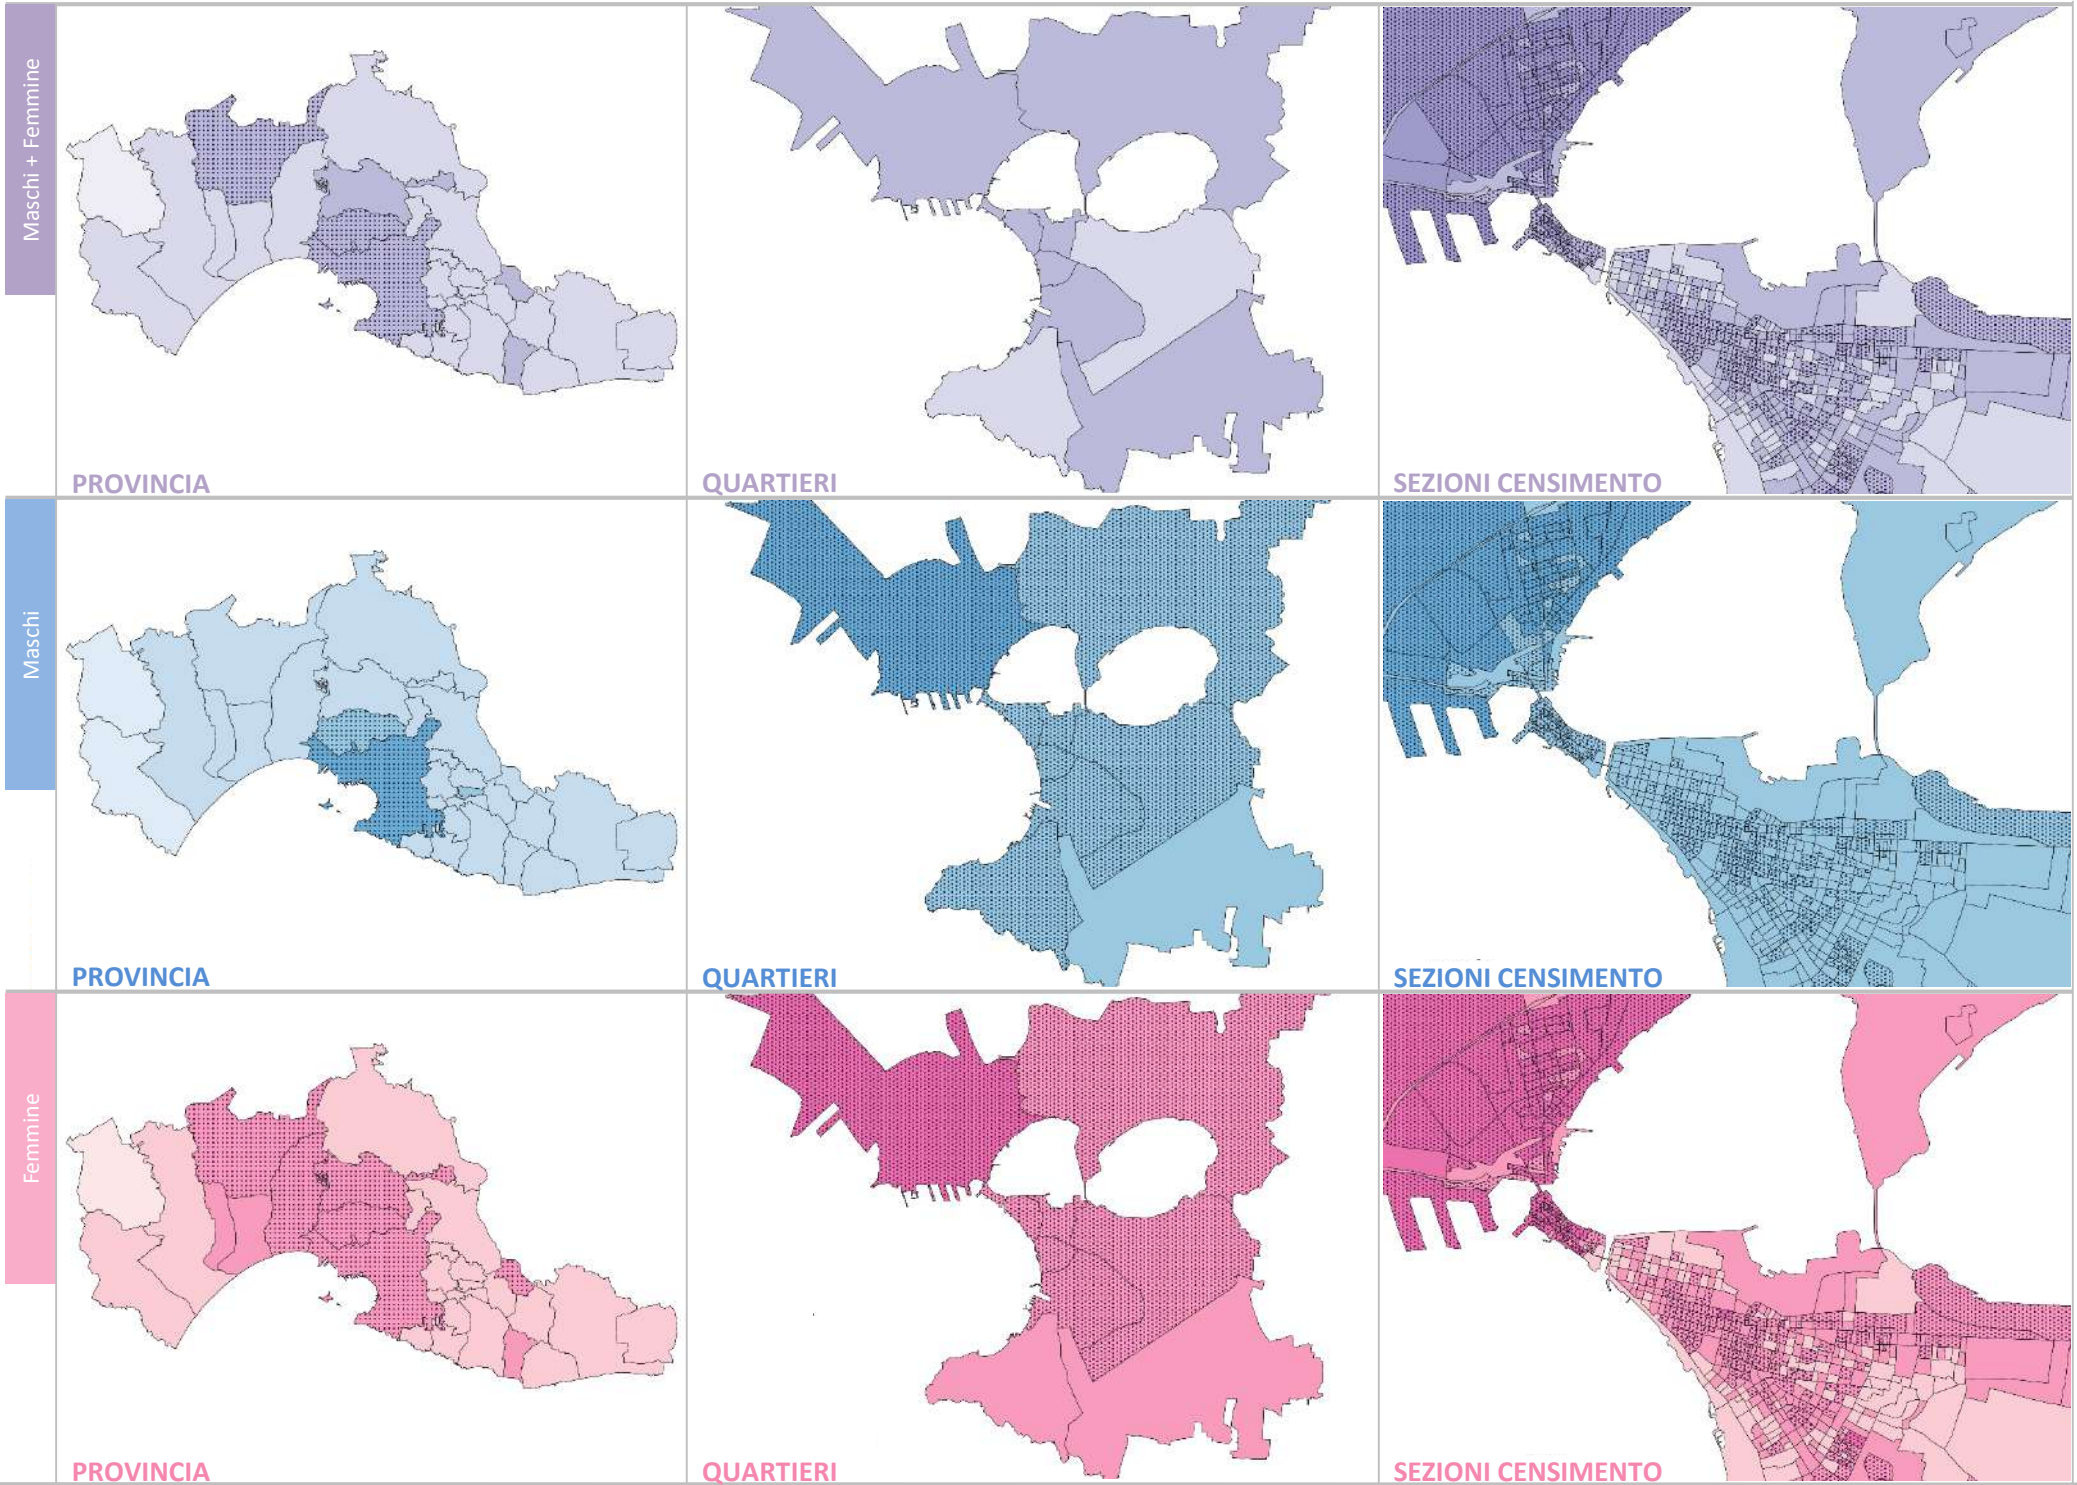 Maschi + Femmine
PROVINCIA
QUARTIERI
SEZIONI CENSIMENTO
Maschi
PROVINCIA
QUARTIERI
SEZIONI CENSIMENTO
Femmine
PROVINCIA
QUARTIERI
SEZIONI CENSIMENTO